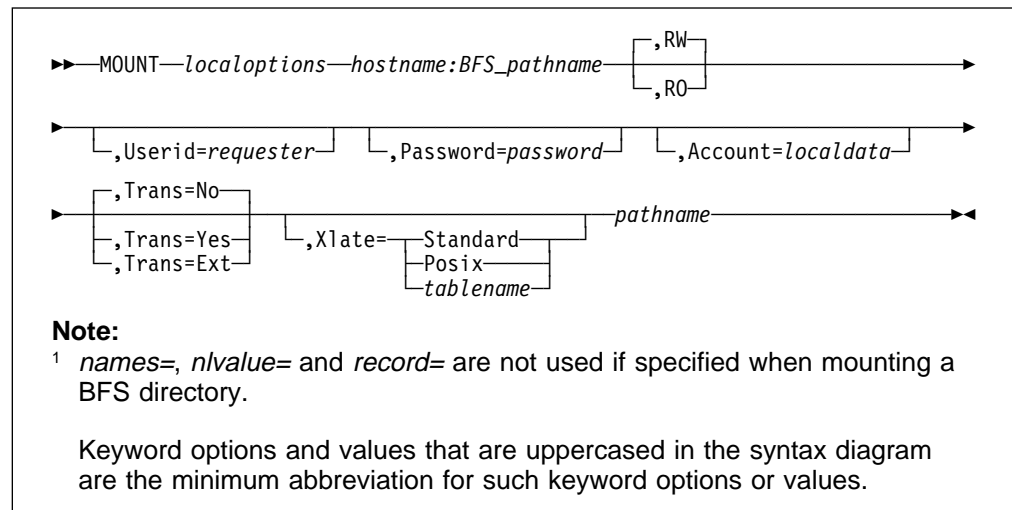 ,RW
MOUNT localoptions hostname:BFS_pathname
,RO
,Userid=requester ,Password=password ,Account=localdata
,Trans=No
pathname
,Trans=Yes ,Xlate= Standard
,Trans=Ext Posix
tablename
Note:
1 names=, nlvalue= and record= are not used if specified when mounting a
BFS directory.
Keyword options and values that are uppercased in the syntax diagram
are the minimum abbreviation for such keyword options or values.